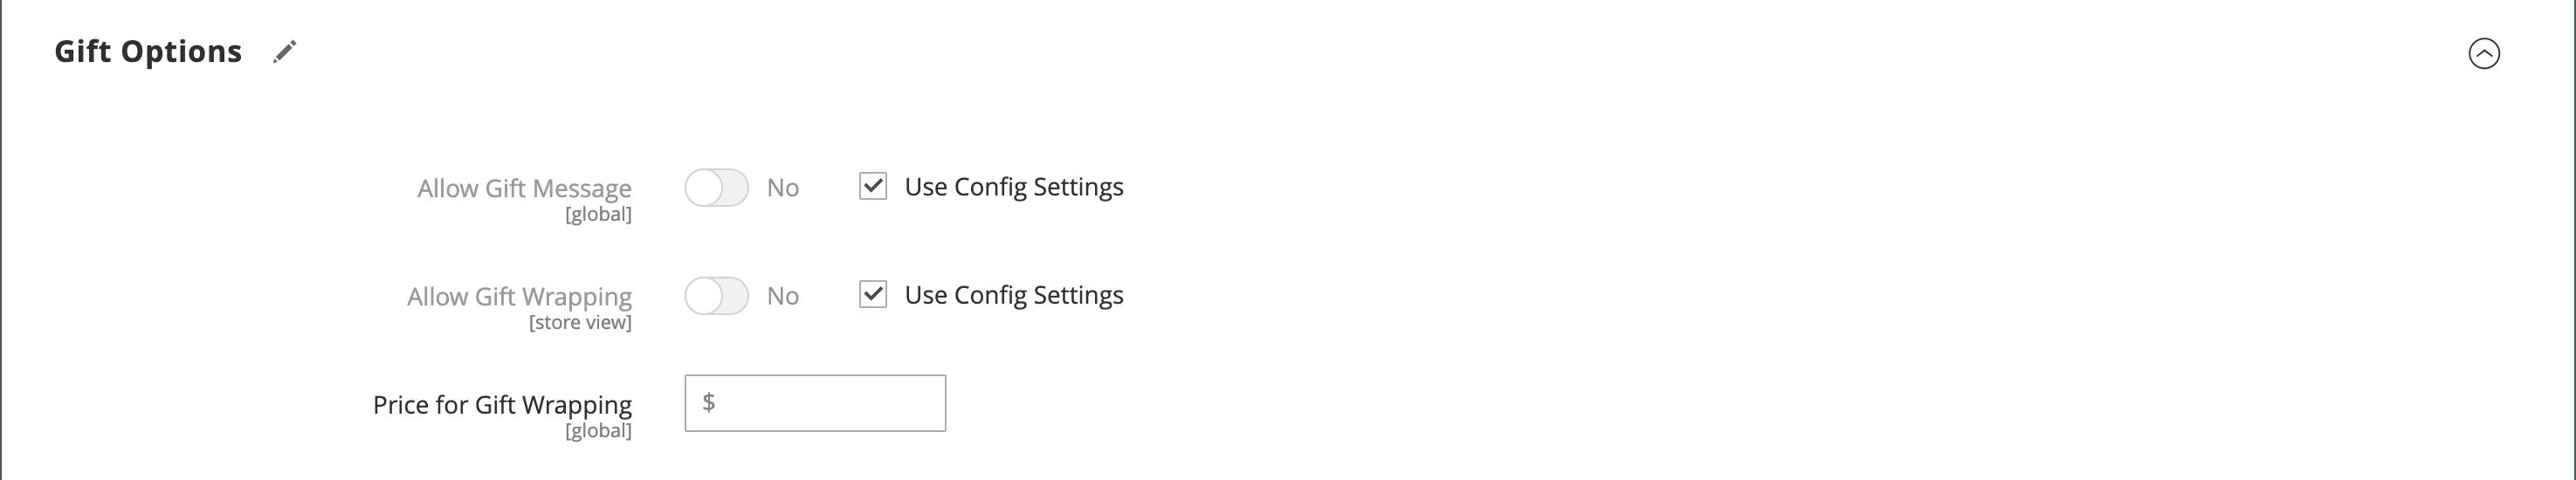 Gift Options
Allow Gift Message No Use Config Settings
[global]
Allow Gift Wrapping No Use Config Settings
[store view]
Price for Gift Wrapping $
[global]